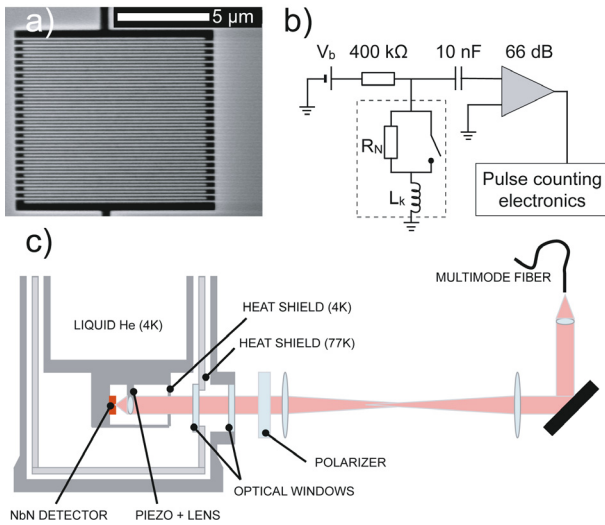 a)
5 µm
b)
V_b 400 kΩ 10 nF 66 dB
R_N
L_k
Pulse counting
electronics
c)
MULTIMODE FIBER
LIQUID He (4K)
HEAT SHIELD (4K)
HEAT SHIELD (77K)
POLARIZER
OPTICAL WINDOWS
NbN DETECTOR
PIEZO + LENS